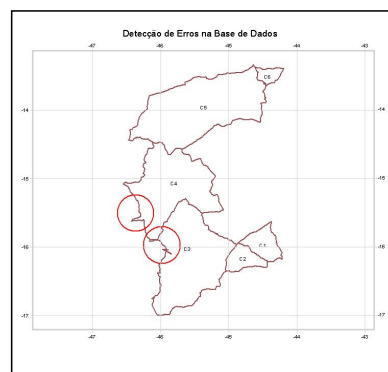 Detecção de Erros na Base de Dados
-47 -46 -45 -44 -43
C6
-14 C5 -14
-15 C4 -15
-16 C3 C2 C1 -16
-17 -17
-47 -46 -45 -44 -43